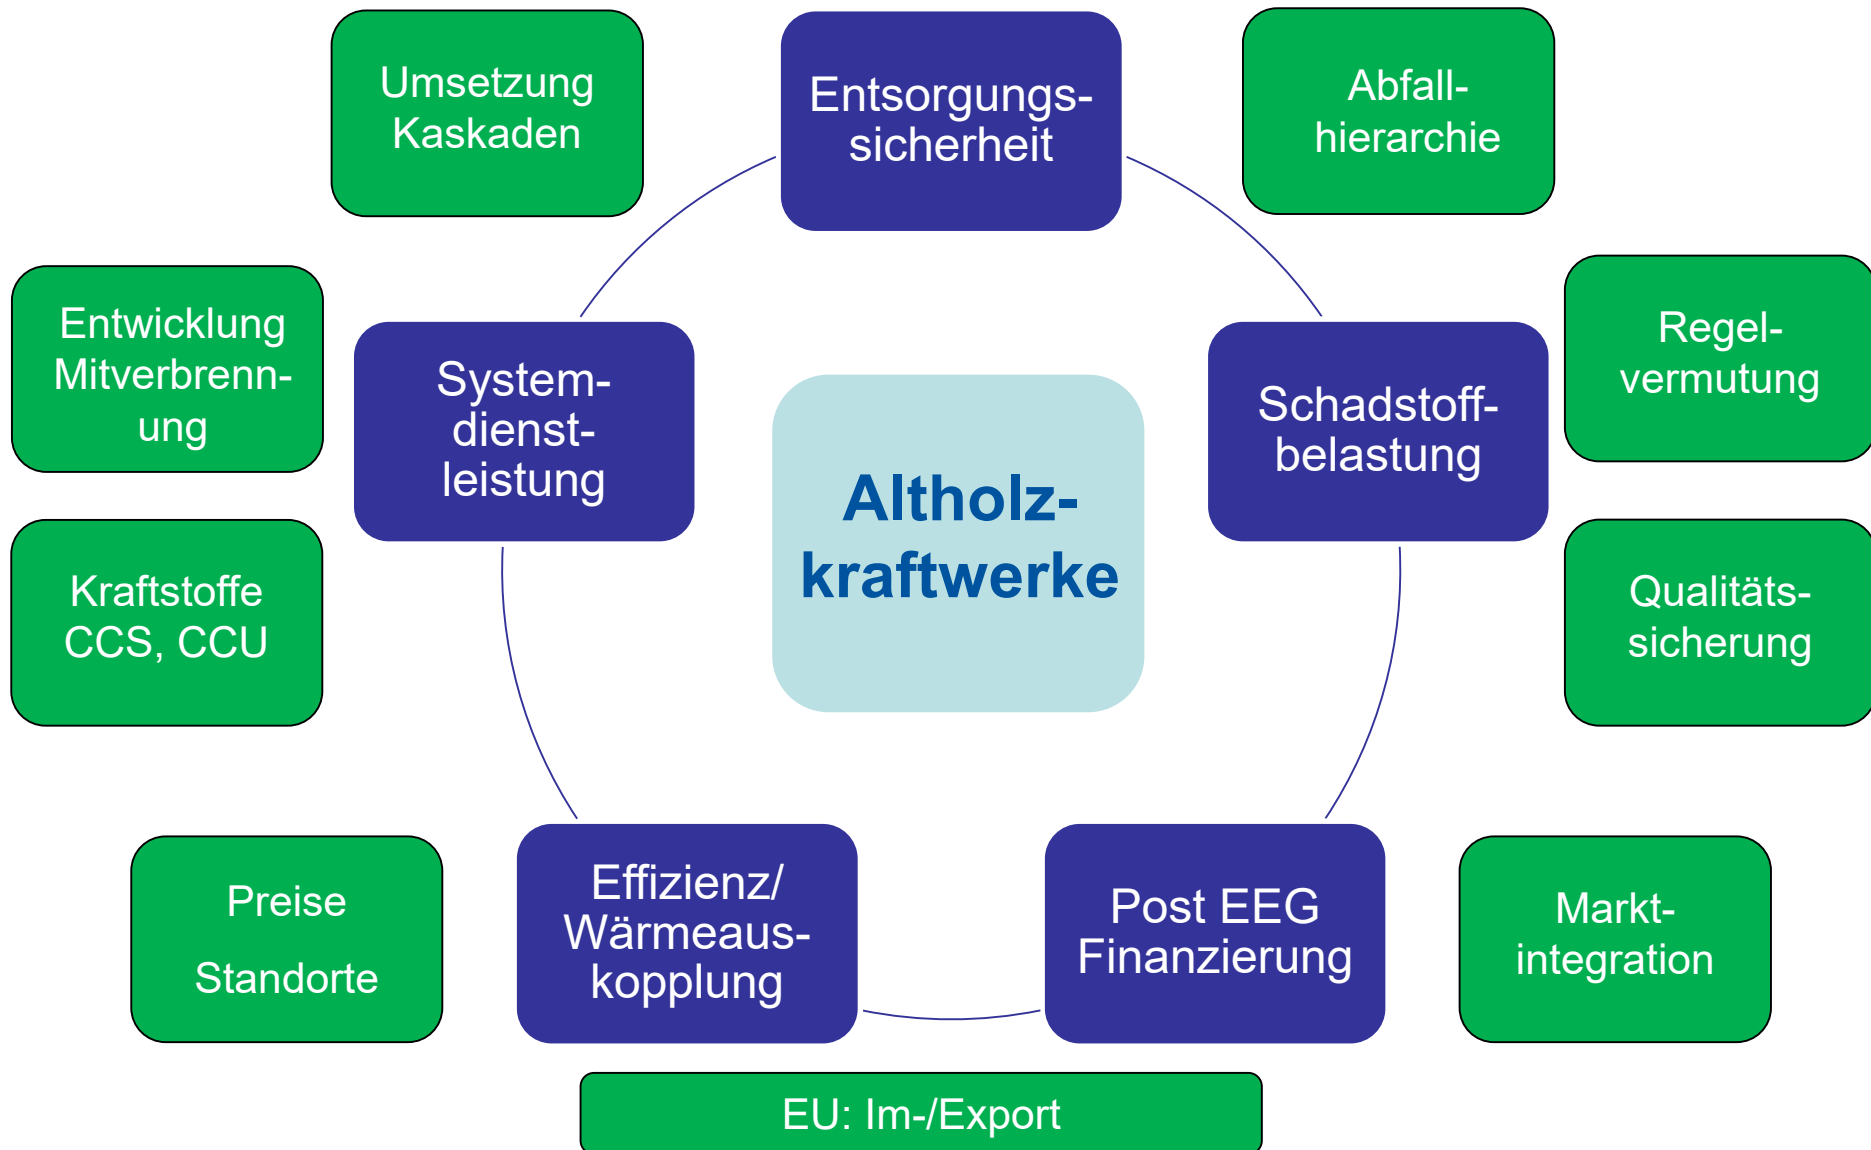 Umsetzung
Kaskaden
Entsorgungs-
sicherheit
Abfall-
hierarchie
Entwicklung
Mitverbrenn-
ung
System-
dienst-
leistung
Altholz-
kraftwerke
Schadstoff-
belastung
Regel-
vermutung
Kraftstoffe
CCS, CCU
Qualitäts-
sicherung
Preise
Standorte
Effizienz/
Wärmeaus-
kopplung
Post EEG
Finanzierung
Markt-
integration
EU: Im-/Export